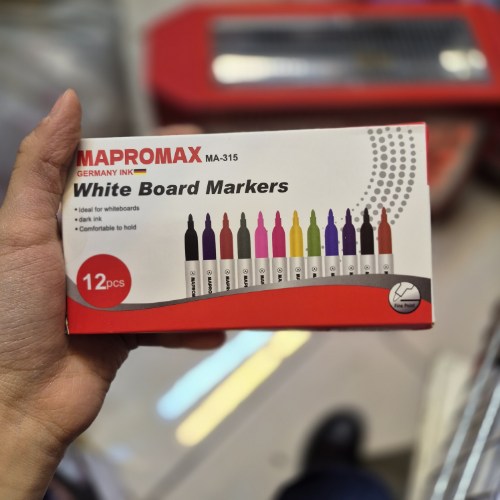 MAPROMAX MA-315
GERMANY INK
White Board Markers
• Ideal for whiteboards
• dark ink
• Comfortable to hold
12pcs